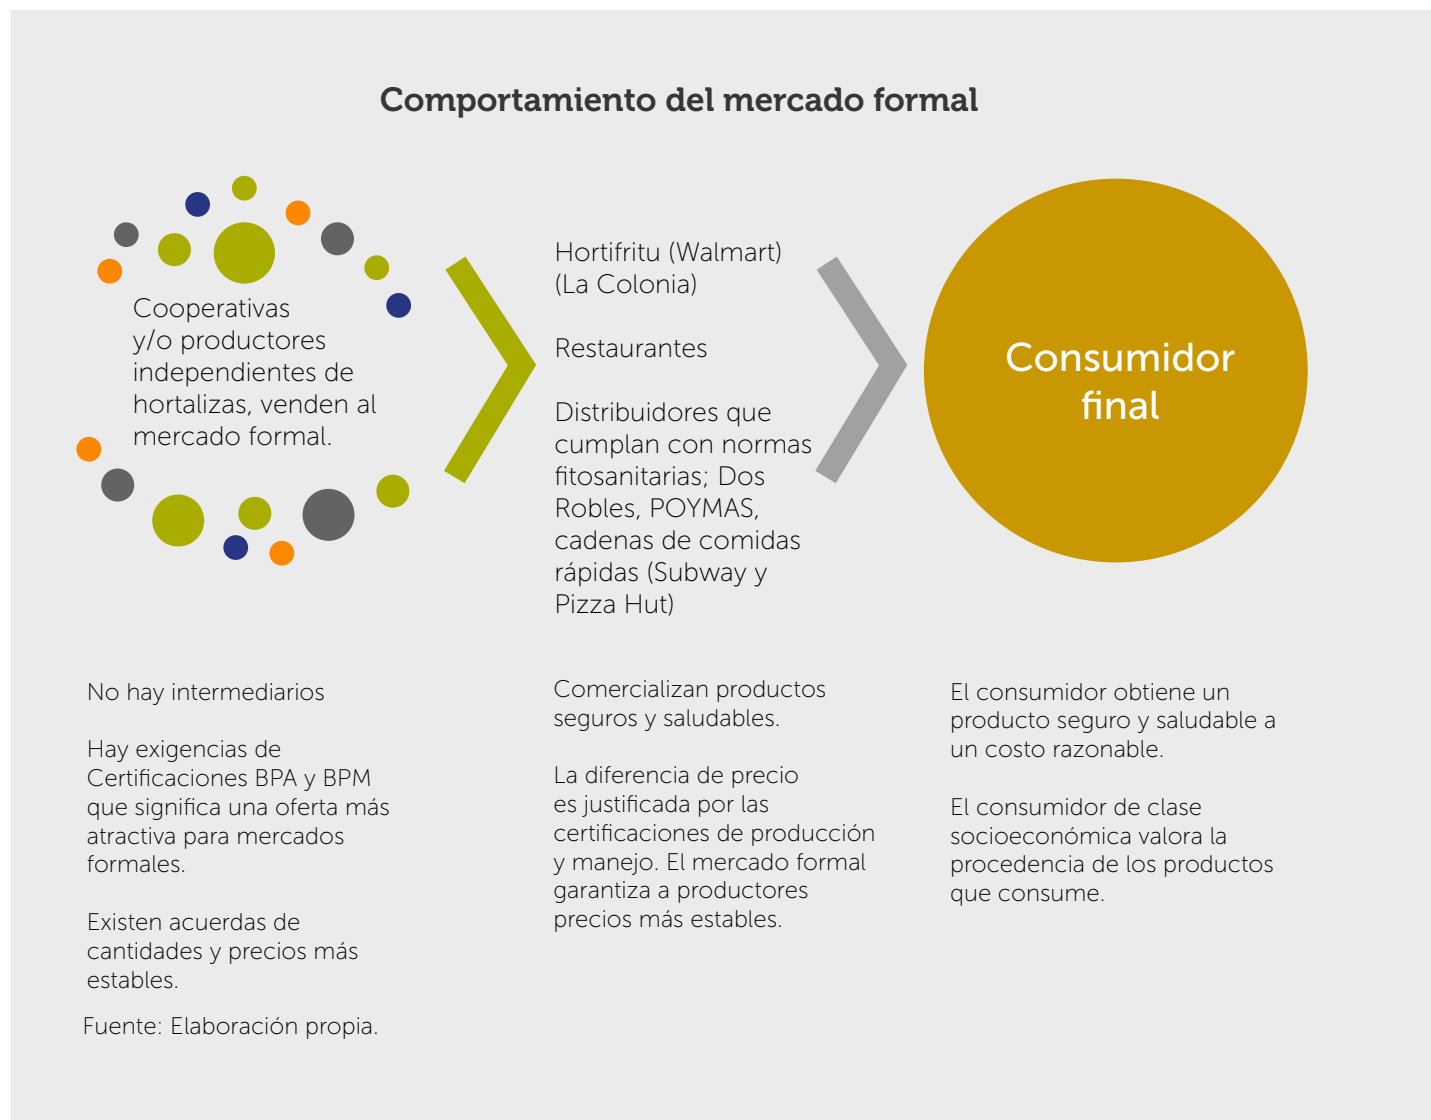 Comportamiento del mercado formal
Cooperativas
y/o productores
independientes de
hortalizas, venden al
mercado formal.
Hortifritu (Walmart)
(La Colonia)
Restaurantes
Distribuidores que
cumplan con normas
fitosanitarias; Dos
Robles, POYMAS,
cadenas de comidas
rápidas (Subway y
Pizza Hut)
Consumidor
final
No hay intermediarios
Hay exigencias de
Certificaciones BPA y BPM
que significa una oferta más
atractiva para mercados
formales.
Existen acuerdas de
cantidades y precios más
estables.
Comercializan productos
seguros y saludables.
La diferencia de precio
es justificada por las
certificaciones de producción
y manejo. El mercado formal
garantiza a productores
precios más estables.
El consumidor obtiene un
producto seguro y saludable a
un costo razonable.
El consumidor de clase
socioeconómica valora la
procedencia de los productos
que consume.
Fuente: Elaboración propia.